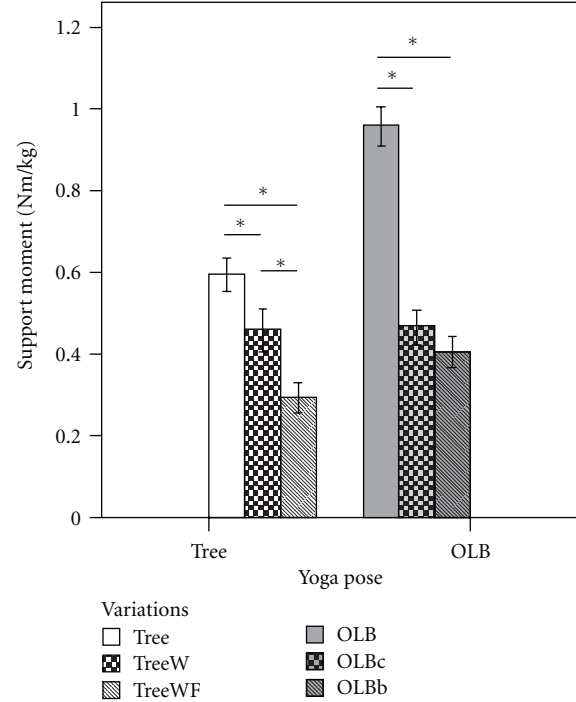 1.2
1
0.8
0.6
0.4
0.2
0
Support moment (Nm/kg)
*
*
*
*
*
Tree
OLB
Yoga pose
Variations
Tree
TreeW
TreeWF
OLB
OLBc
OLBb